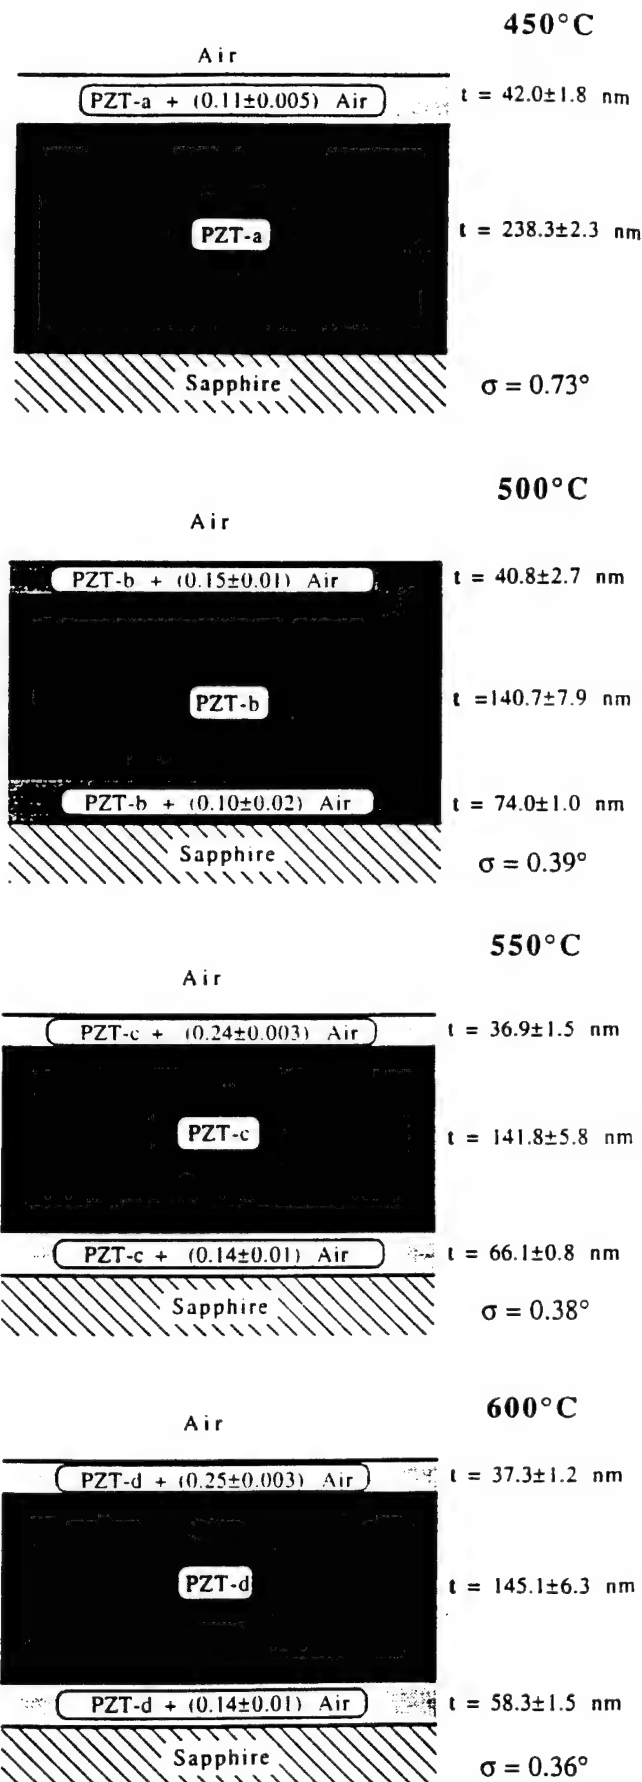 450°C
Air
PZT-a + (0.11±0.005) Air t = 42.0±1.8 nm
PZT-a t = 238.3±2.3 nm
Sapphire σ = 0.73°
500°C
Air
PZT-b + (0.15±0.01) Air t = 40.8±2.7 nm
PZT-b t =140.7±7.9 nm
PZT-b + (0.10±0.02) Air t = 74.0±1.0 nm
Sapphire σ = 0.39°
550°C
Air
PZT-c + (0.24±0.003) Air t = 36.9±1.5 nm
PZT-c t = 141.8±5.8 nm
PZT-c + (0.14±0.01) Air t = 66.1±0.8 nm
Sapphire σ = 0.38°
600°C
Air
PZT-d + (0.25±0.003) Air t = 37.3±1.2 nm
PZT-d t = 145.1±6.3 nm
PZT-d + (0.14±0.01) Air t = 58.3±1.5 nm
Sapphire σ = 0.36°